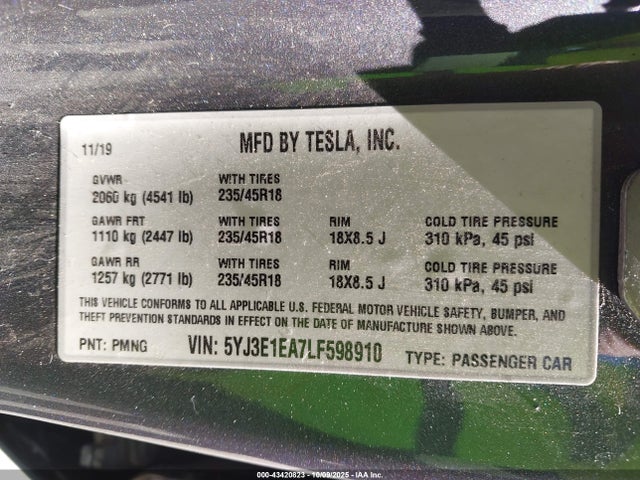 11/19 MFD BY TESLA, INC.
GVWR WITH TIRES
2060 kg (4541 lb) 235/45R18
GAWR FRT WITH TIRES RIM COLD TIRE PRESSURE
1110 kg (2447 lb) 235/45R18 18X8.5 J 310 kPa, 45 psi
GAWR RR WITH TIRES RIM COLD TIRE PRESSURE
1257 kg (2771 lb) 235/45R18 18X8.5 J 310 kPa, 45 psi
THIS VEHICLE CONFORMS TO ALL APPLICABLE U.S. FEDERAL MOTOR VEHICLE SAFETY, BUMPER, AND
THEFT PREVENTION STANDARDS IN EFFECT ON THE DATE OF MANUFACTURE SHOWN ABOVE.
PNT: PMNG VIN: 5YJ3E1EA7LF598910 TYPE: PASSENGER CAR
000-43420823 - 10/09/2025 - IAA Inc.